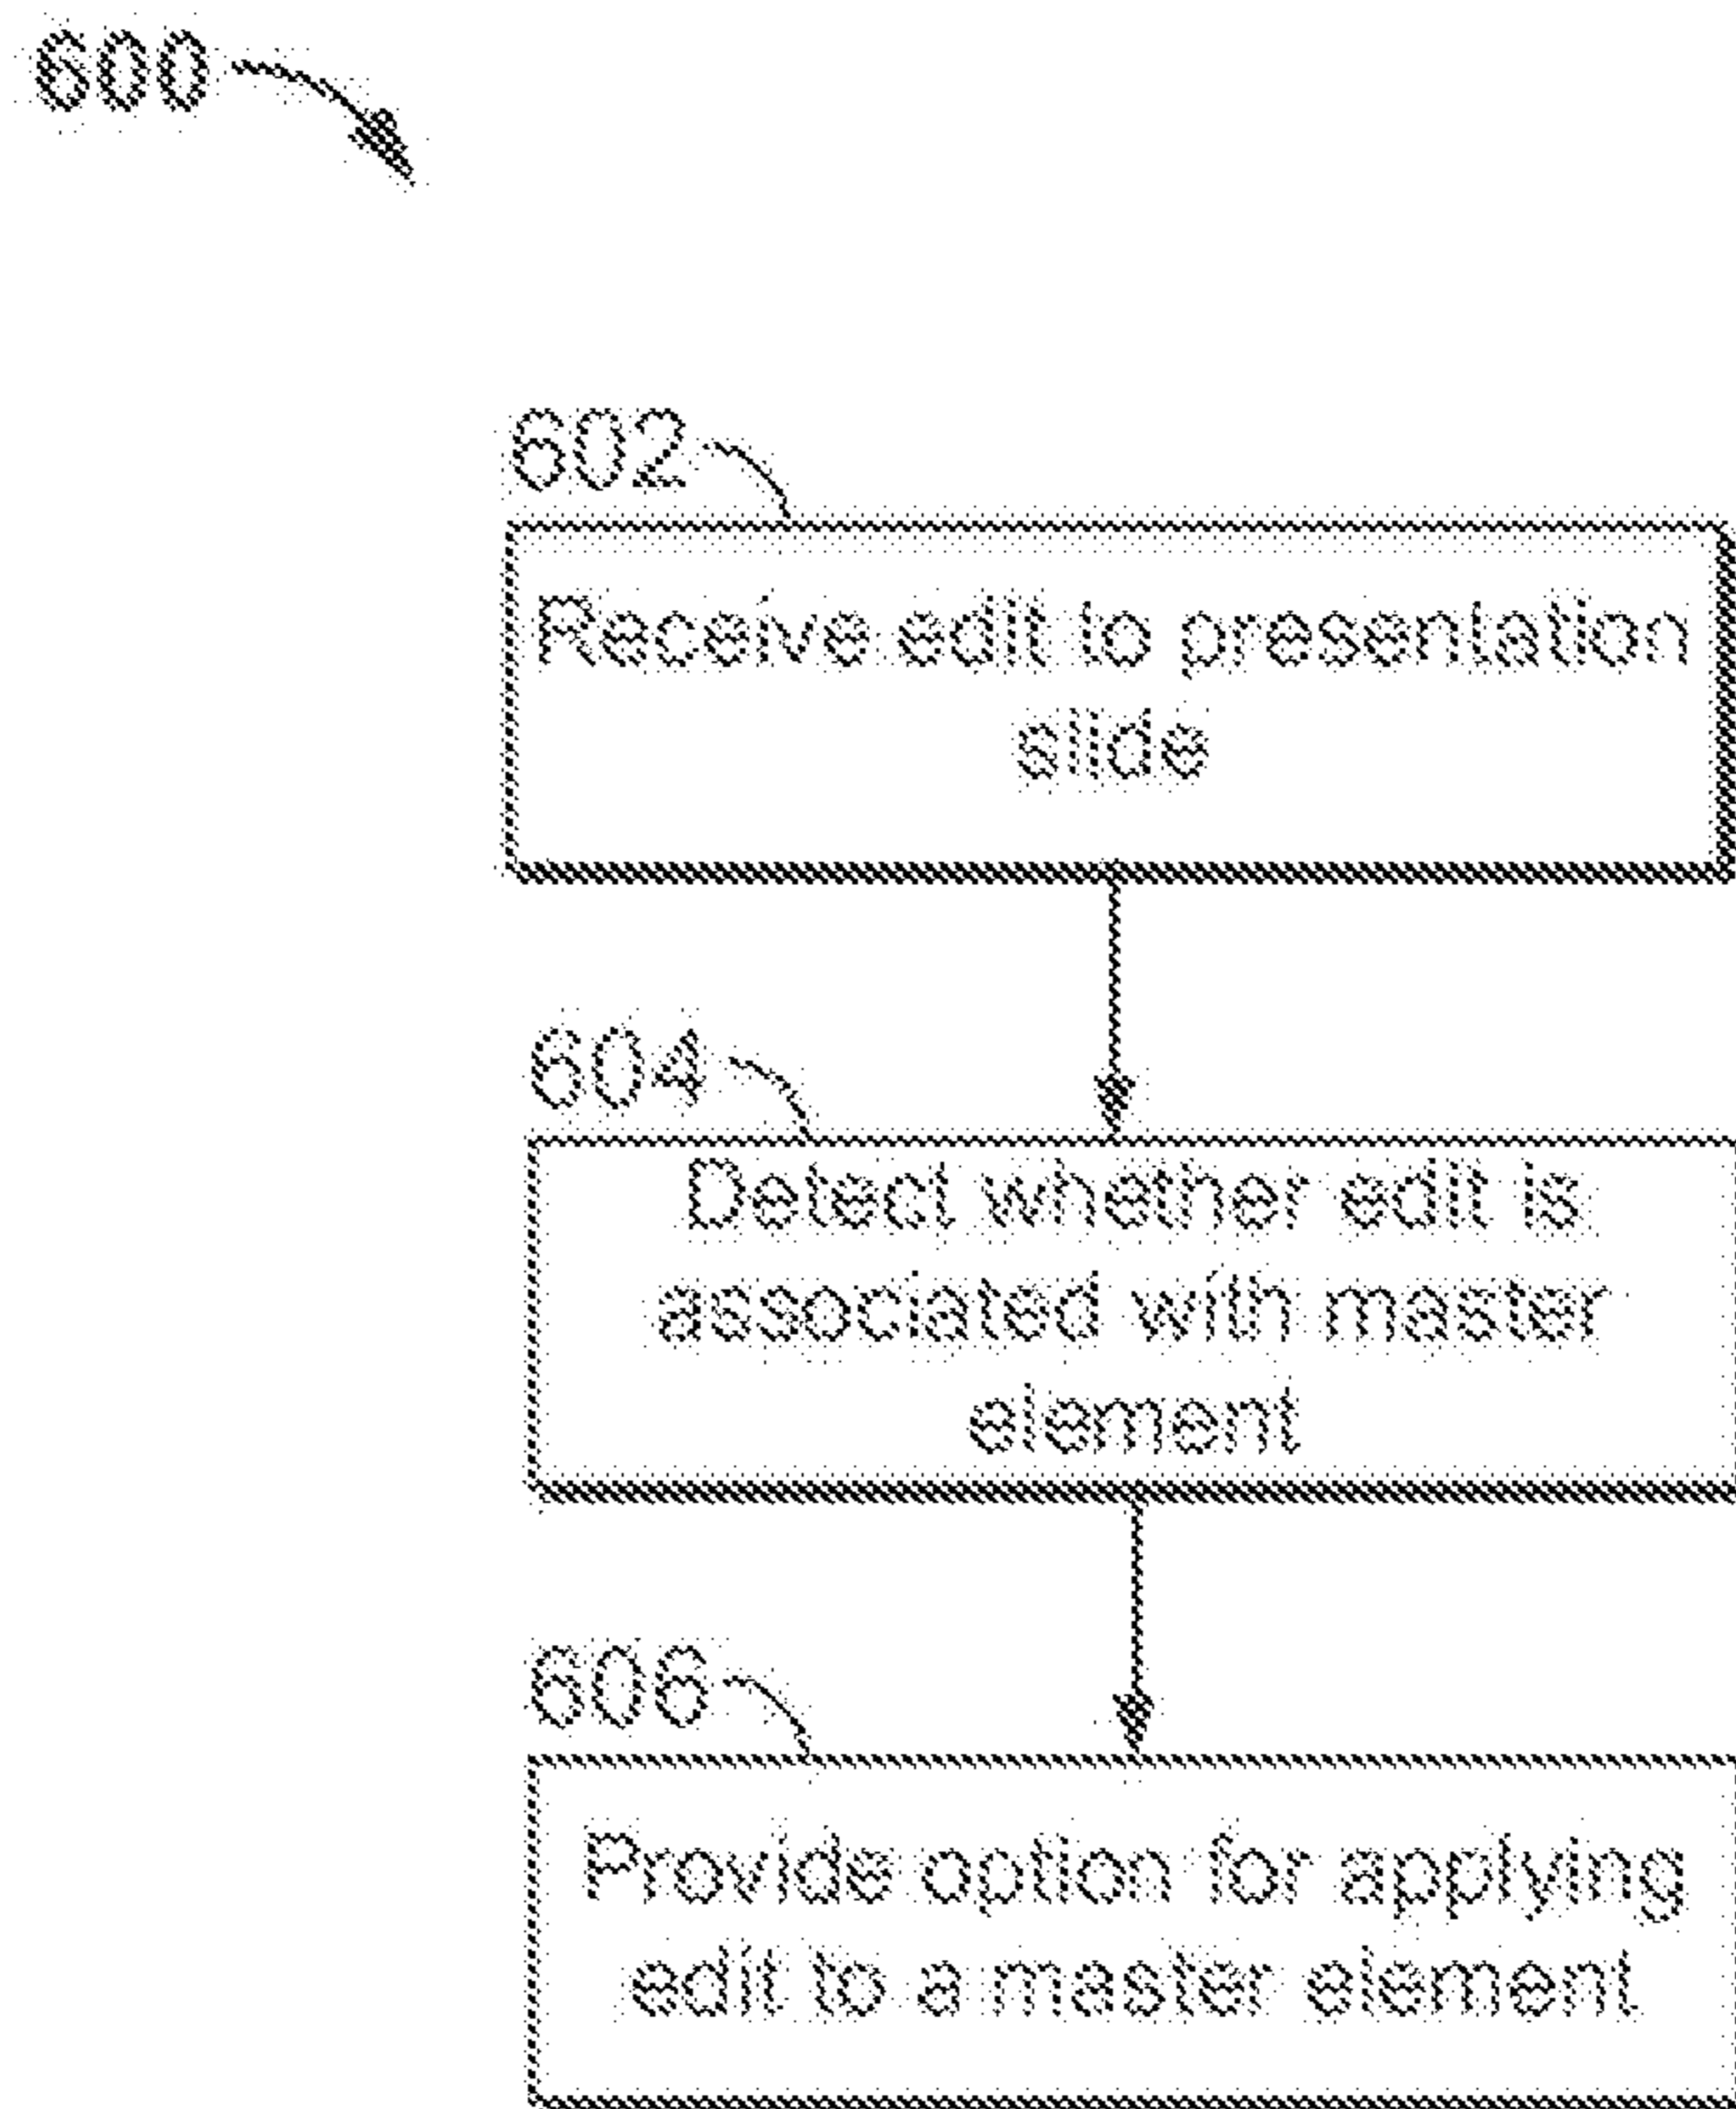 600
602
Receive edit to presentation
slide
604
Detect whether edit is
associated with master
element
606
Provide option for applying
edit to a master element